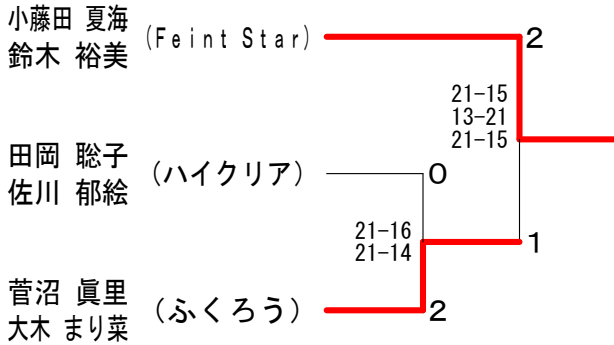 小藤田 夏海
鈴木 裕美
(Feint Star)
2
21-15
13-21
21-15
田岡 聡子
佐川 郁絵
(ハイクリア)
0
21-16
21-14
1
菅沼 眞里
大木 まり菜
(ふくろう)
2